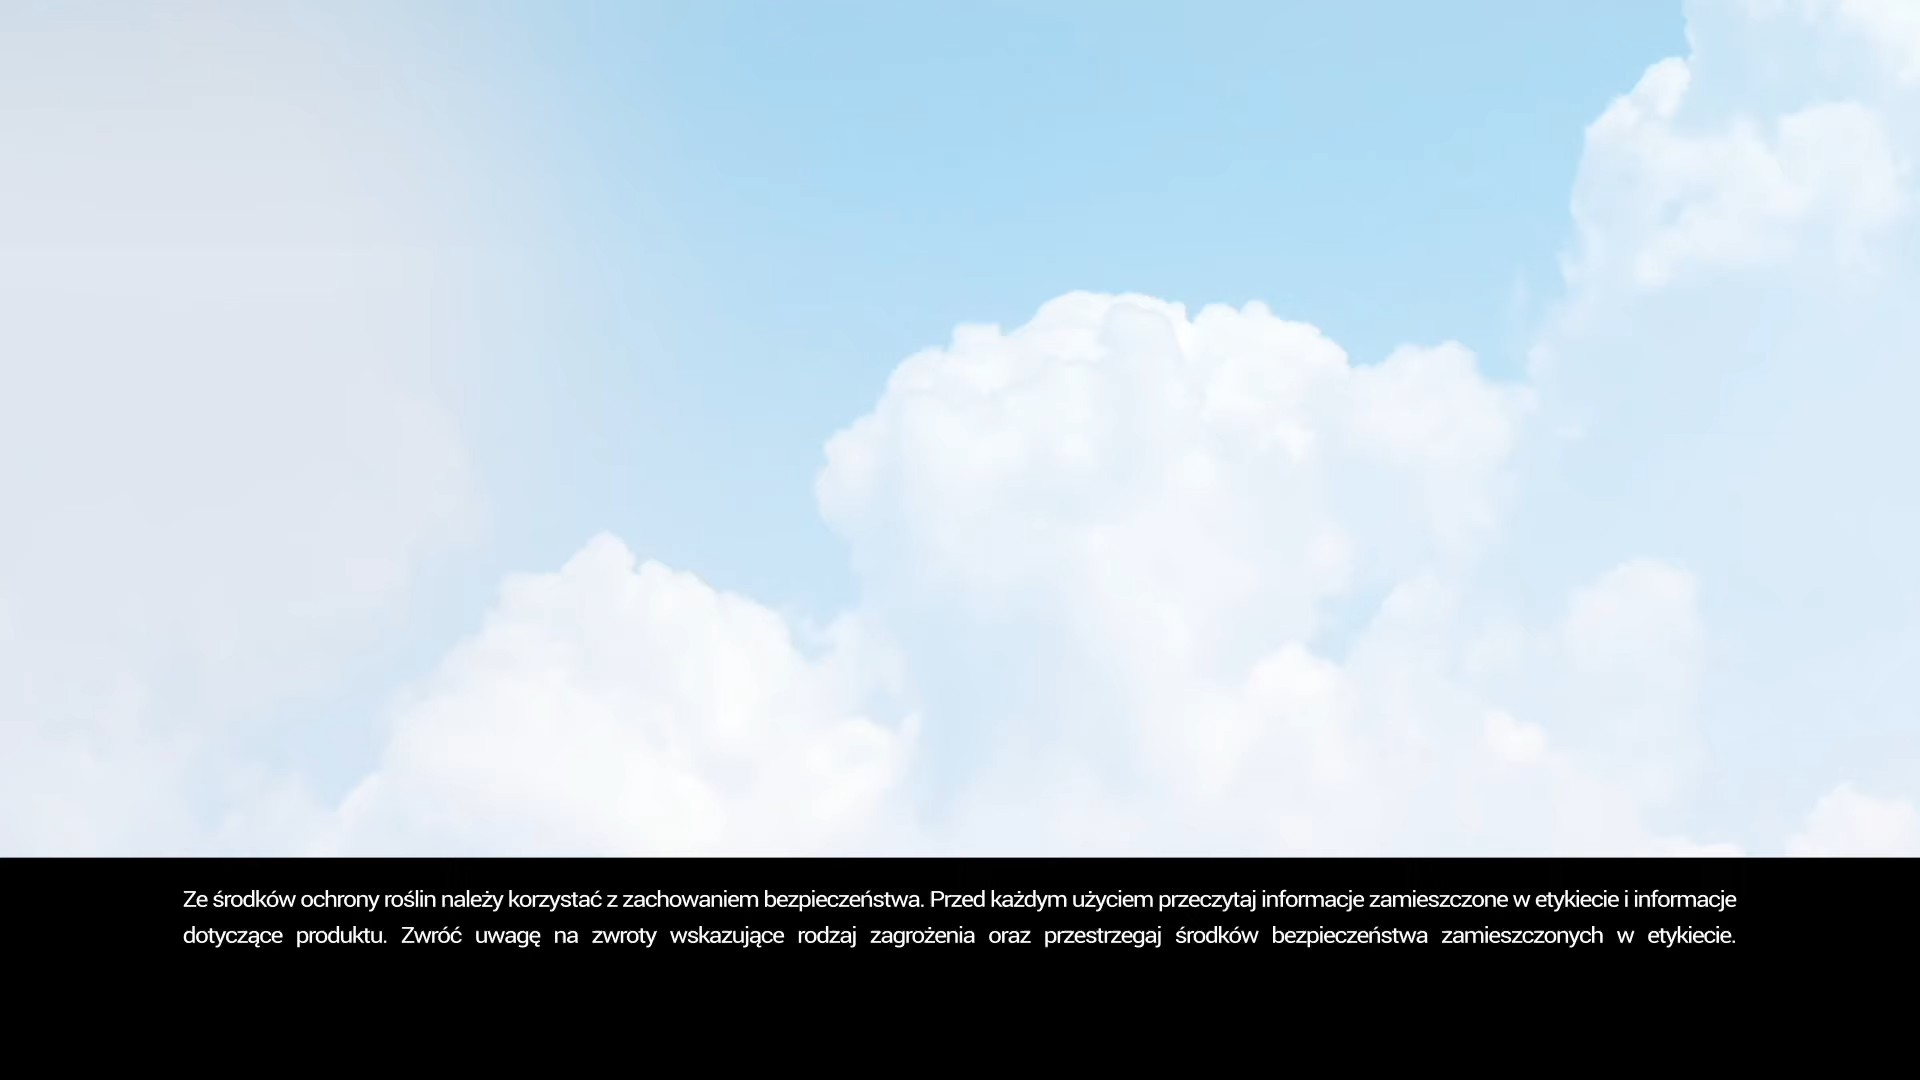 Ze środków ochrony roślin należy korzystać z zachowaniem bezpieczeństwa. Przed każdym użyciem przeczytaj informacje zamieszczone w etykiecie i informacje
dotyczące produktu. Zwróć uwagę na zwroty wskazujące rodzaj zagrożenia oraz przestrzegaj środków bezpieczeństwa zamieszczonych w etykiecie.